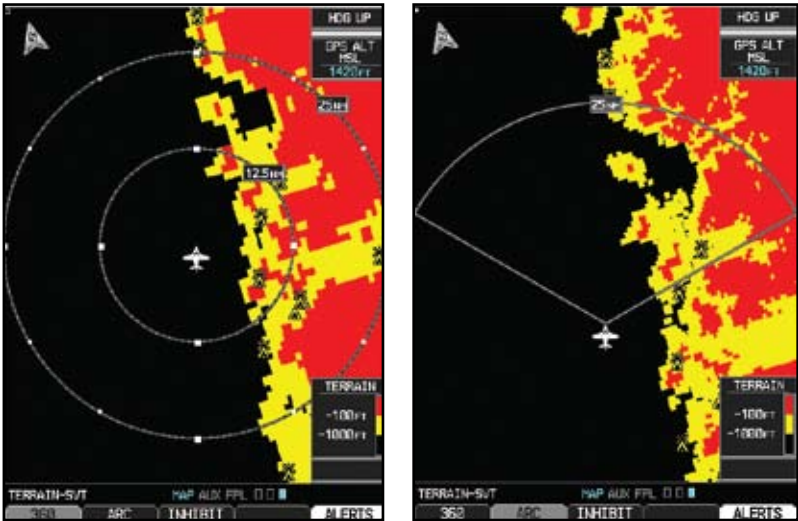 HDG UP
GPS ALT
MSL
1420FT
25NM
12.5NM
TERRAIN
-100FT
-1000FT
TERRAIN-SVT
MAP AUX FPL
360 ARC INHIBIT ALERTS
HDG UP
GPS ALT
MSL
1420FT
25NM
TERRAIN
-100FT
-1000FT
TERRAIN-SVT
MAP AUX FPL
360 ARC INHIBIT ALERTS